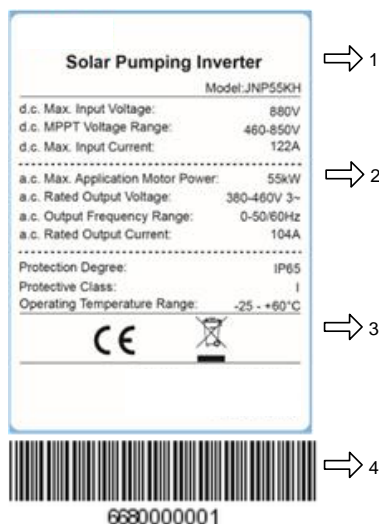 Solar Pumping Inverter
1
Model:JNP55KH
d.c. Max. Input Voltage: 880V
d.c. MPPT Voltage Range: 460-850V
d.c. Max. Input Current: 122A
a.c. Max. Application Motor Power: 55kW
2
a.c. Rated Output Voltage: 380-460V 3~
a.c. Output Frequency Range: 0-50/60Hz
a.c. Rated Output Current: 104A
Protection Degree: IP65
Protective Class: I
Operating Temperature Range: -25 - +60°C
CE
3
4
6680000001